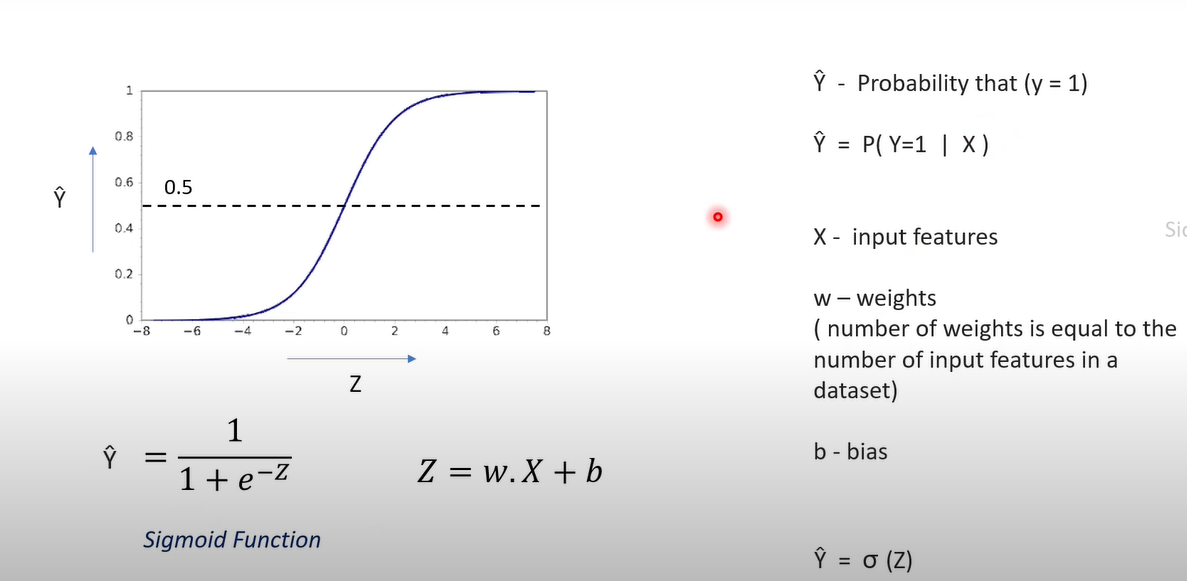 1
0.8
0.6
0.4
0.2
0
0.5
Ŷ
−8 −6 −4 −2 0 2 4 6 8
Z
Ŷ = 1 / (1 + e^−Z)
Z = w.X + b
Sigmoid Function
Ŷ - Probability that (y = 1)
Ŷ = P( Y=1 | X )
X - input features
w – weights
( number of weights is equal to the
number of input features in a
dataset)
b - bias
Ŷ = σ (Z)